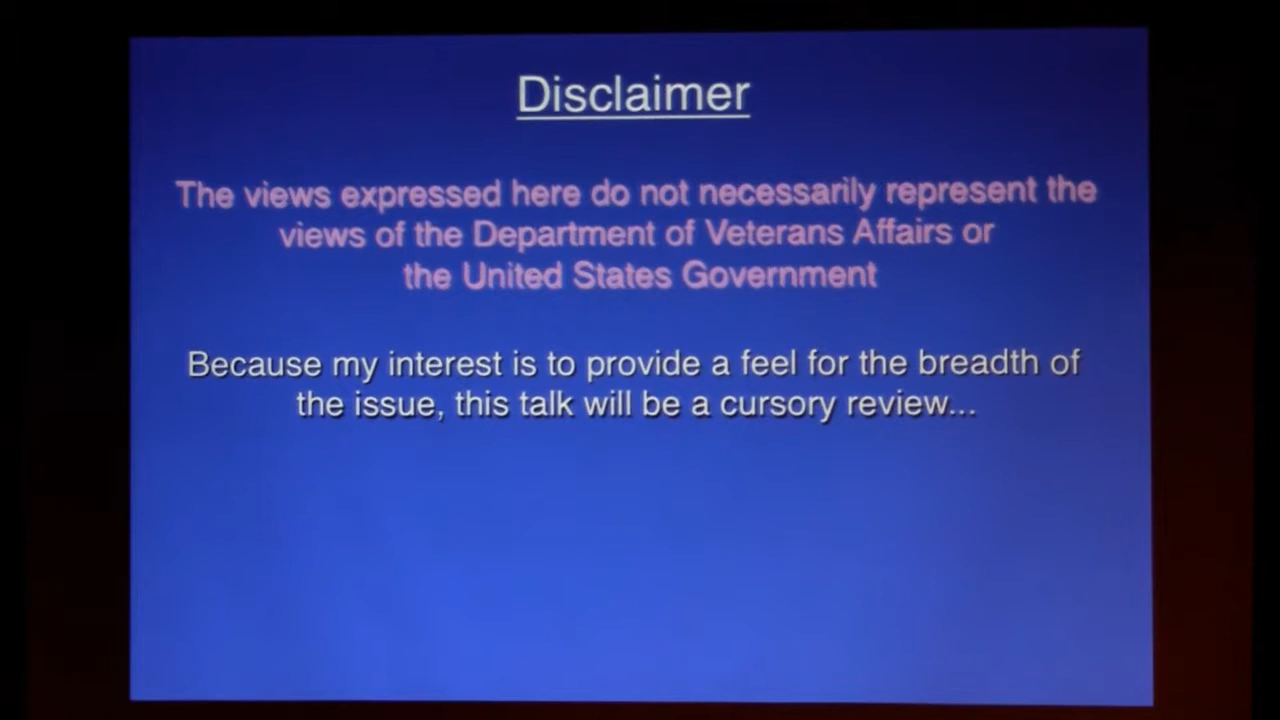 Disclaimer
The views expressed here do not necessarily represent the
views of the Department of Veterans Affairs or
the United States Government
Because my interest is to provide a feel for the breadth of
the issue, this talk will be a cursory review...